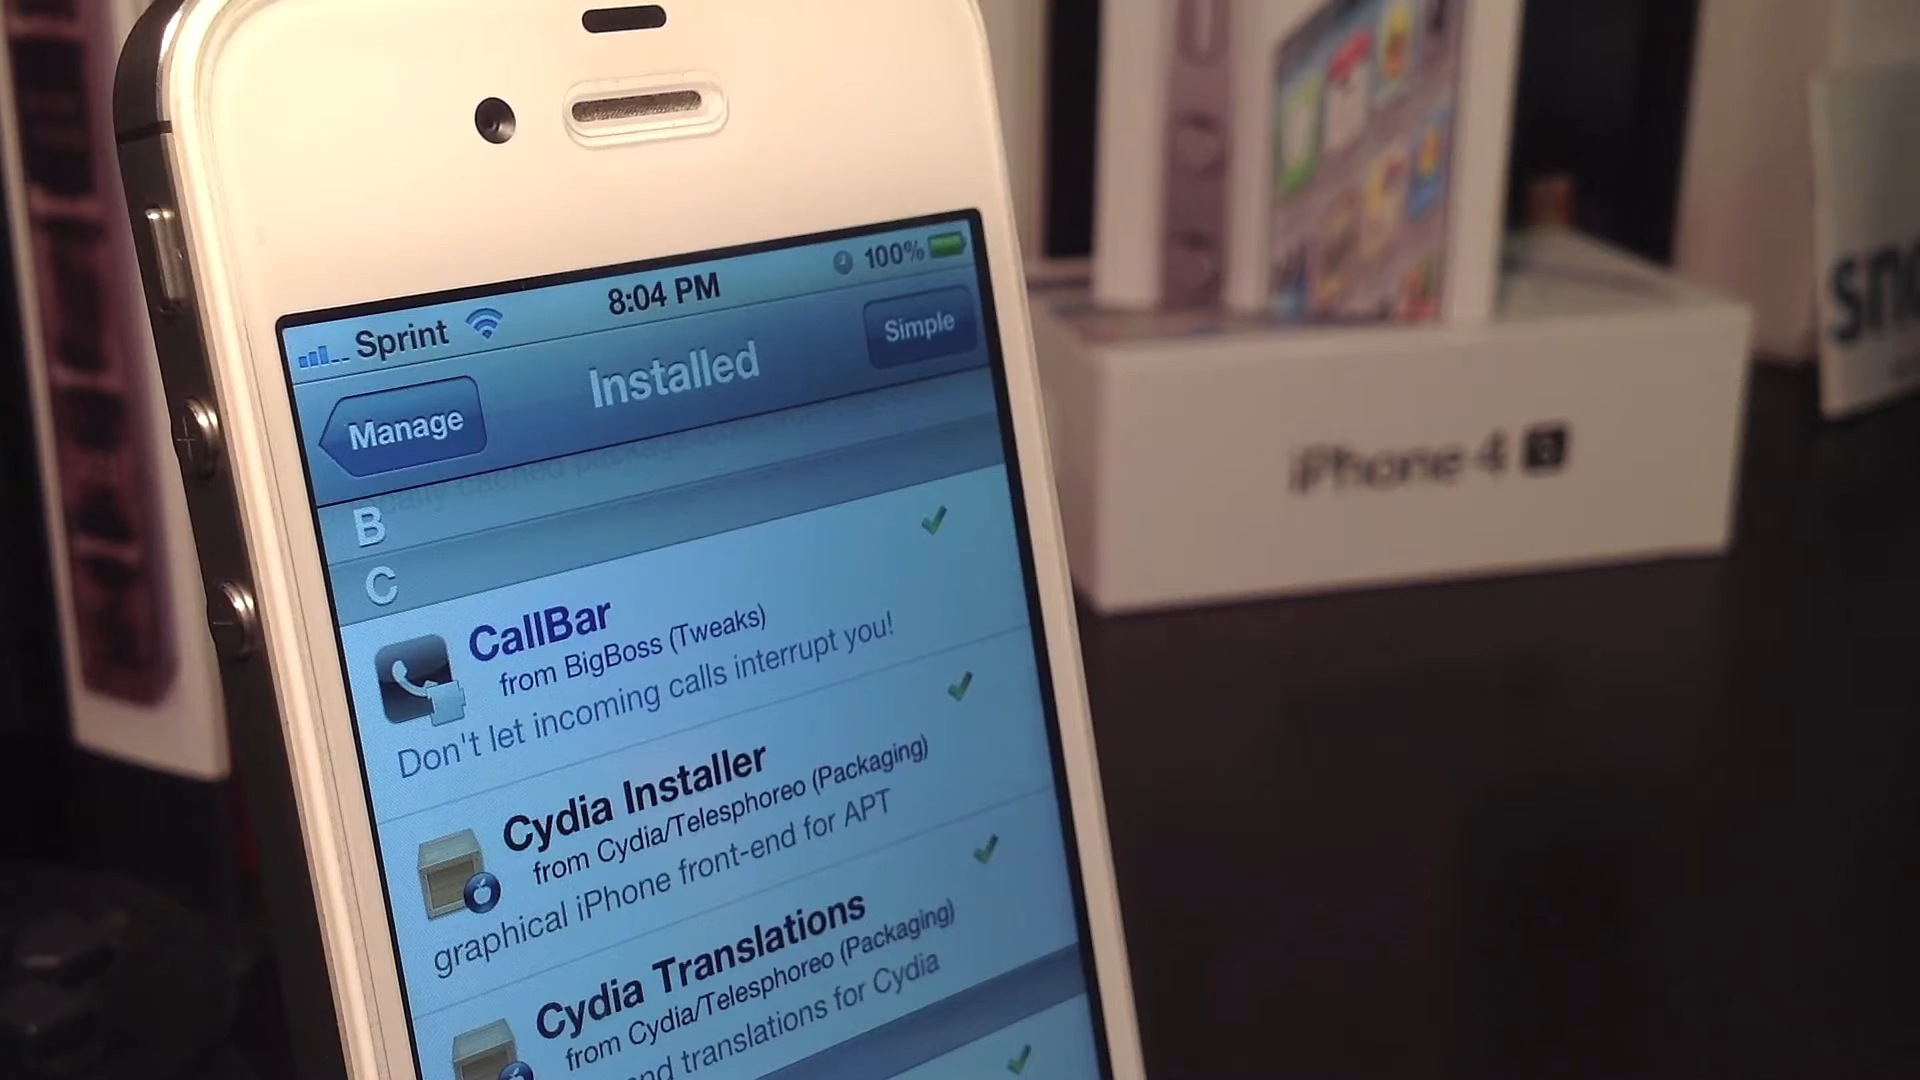 Sprint 8:04 PM 100%
Manage Installed Simple
B
C
CallBar
from BigBoss (Tweaks)
Don't let incoming calls interrupt you!
Cydia Installer
from Cydia/Telesphoreo (Packaging)
graphical iPhone front-end for APT
Cydia Translations
from Cydia/Telesphoreo (Packaging)
translations for Cydia
iPhone 4 S